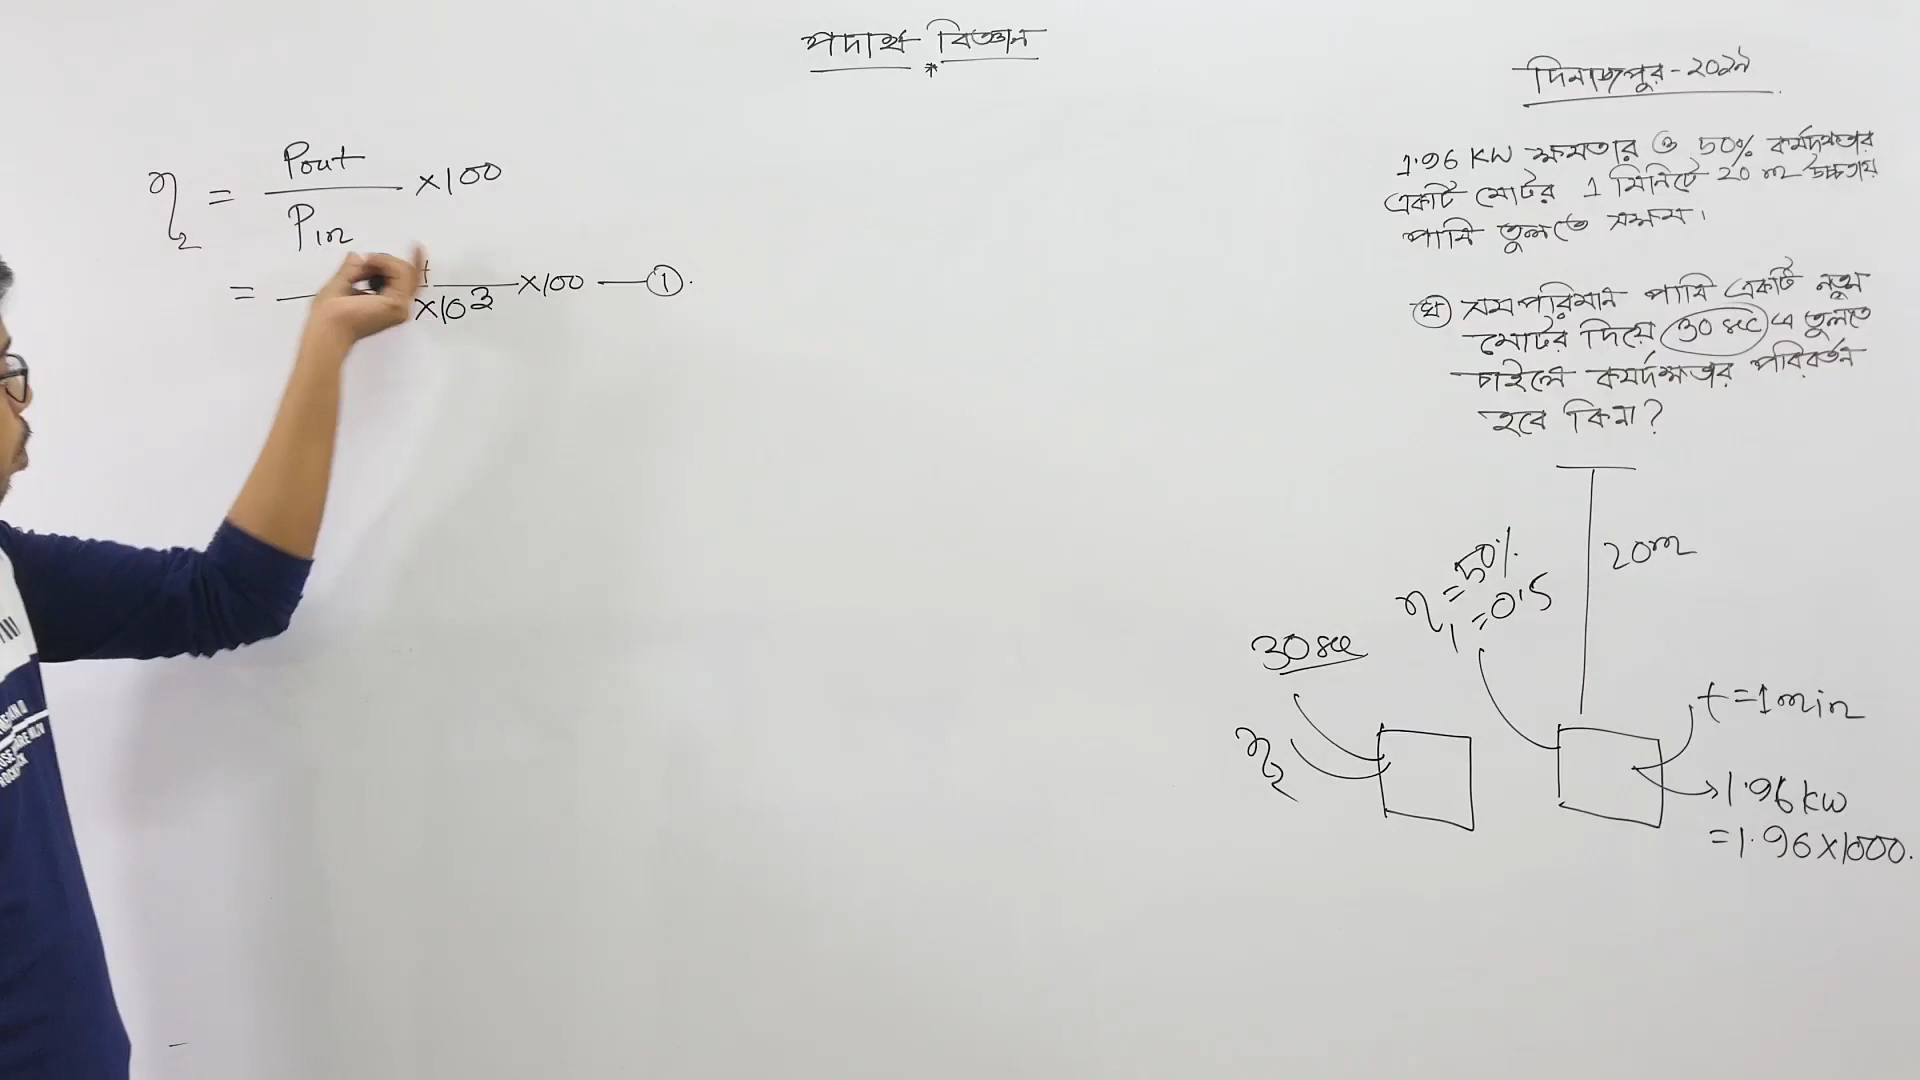 পদার্থ বিজ্ঞান
*
দিনাজপুর - ২০১৯
1.96 KW ক্ষমতার ও 50% কর্মদক্ষতার
একটি মোটর 1 মিনিটে 20 m উচ্চতায়
পানি তুলতে সক্ষম।
ঘ সমপরিমান পানি একটি নতুন
মোটর দিয়ে 30 sec এ তুলতে
চাইলে কর্মদক্ষতার পরিবর্তন
হবে কিনা?
η2 = Pout / Pin ×100
= ×10³ ×100 — ①
20m
η1 = 50%
= 0.5
30 sec
η2
t = 1 min
1.96 kW
= 1.96 × 1000.